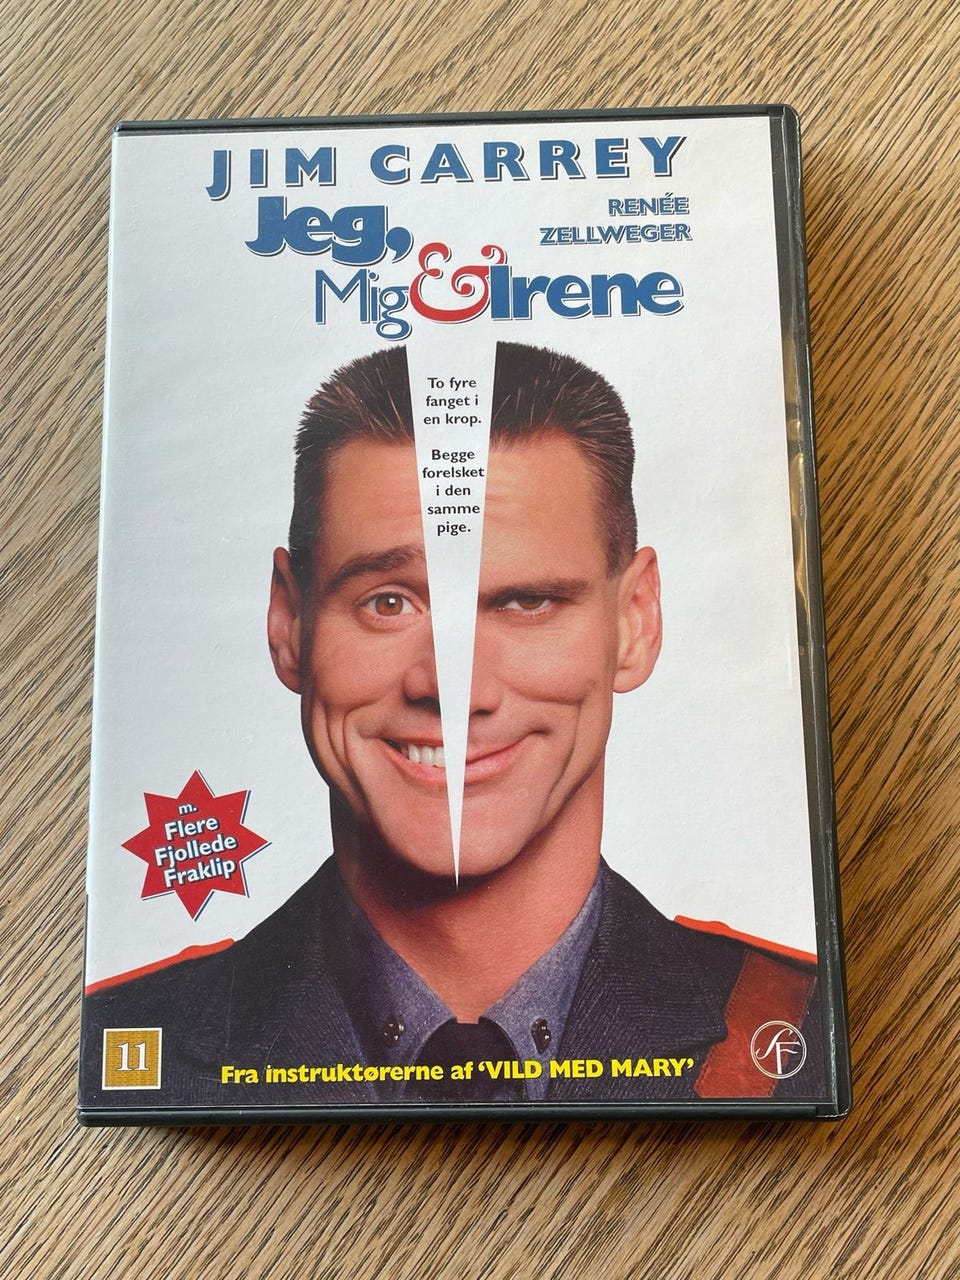 JIM CARREY
RENÉE
ZELLWEGER
Jeg,
Mig & Irene
To fyre
fanget i
en krop.
Begge
forelsket
i den
samme
pige.
m.
Flere
Fjollede
Fraklip
11
Fra instruktørerne af ‘VILD MED MARY’
SF